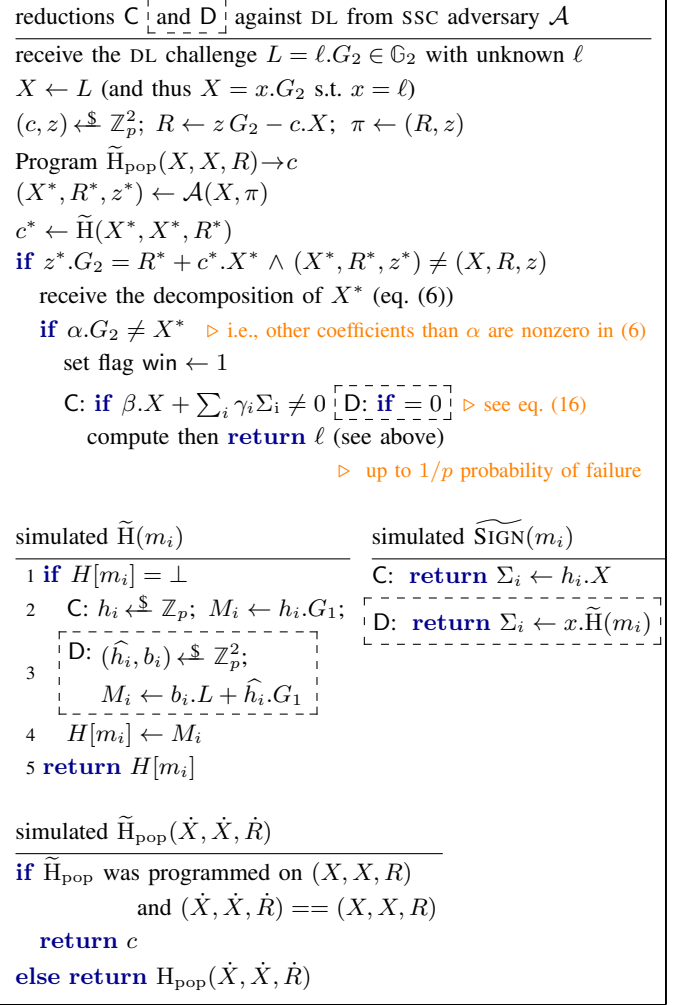 reductions C and D against DL from SSC adversary 𝒜
receive the DL challenge L = ℓ.G₂ ∈ 𝔾₂ with unknown ℓ
X ← L (and thus X = x.G₂ s.t. x = ℓ)
(c, z) ←$ ℤₚ²; R ← z G₂ − c.X; π ← (R, z)
Program H̃ₚₒₚ(X, X, R)→c
(X*, R*, z*) ← 𝒜(X, π)
c* ← H̃(X*, X*, R*)
if z*.G₂ = R* + c*.X* ∧ (X*, R*, z*) ≠ (X, R, z)
receive the decomposition of X* (eq. (6))
if α.G₂ ≠ X* ▷ i.e., other coefficients than α are nonzero in (6)
set flag win ← 1
C: if β.X + ∑ᵢ γᵢΣᵢ ≠ 0 D: if = 0 ▷ see eq. (16)
compute then return ℓ (see above)
▷ up to 1/p probability of failure
simulated H̃(mᵢ)
1 if H[mᵢ] = ⊥
2 C: hᵢ ←$ ℤₚ; Mᵢ ← hᵢ.G₁;
3 D: (ĥᵢ, bᵢ) ←$ ℤₚ²;
Mᵢ ← bᵢ.L + ĥᵢ.G₁
4 H[mᵢ] ← Mᵢ
5 return H[mᵢ]
simulated S̃IGN(mᵢ)
C: return Σᵢ ← hᵢ.X
D: return Σᵢ ← x.H̃(mᵢ)
simulated H̃ₚₒₚ(Ẋ, Ẋ, Ṙ)
if H̃ₚₒₚ was programmed on (X, X, R)
and (Ẋ, Ẋ, Ṙ) == (X, X, R)
return c
else return Hₚₒₚ(Ẋ, Ẋ, Ṙ)